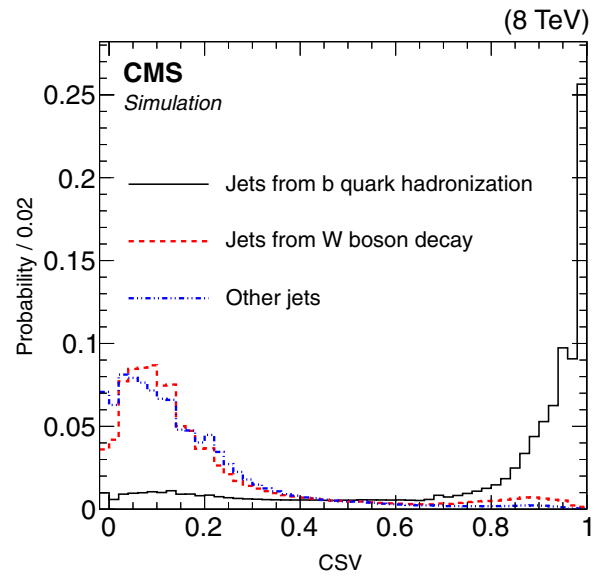 (8 TeV)
CMS
Simulation
Jets from b quark hadronization
Jets from W boson decay
Other jets
Probability / 0.02
0.25
0.2
0.15
0.1
0.05
0
0 0.2 0.4 0.6 0.8 1
CSV